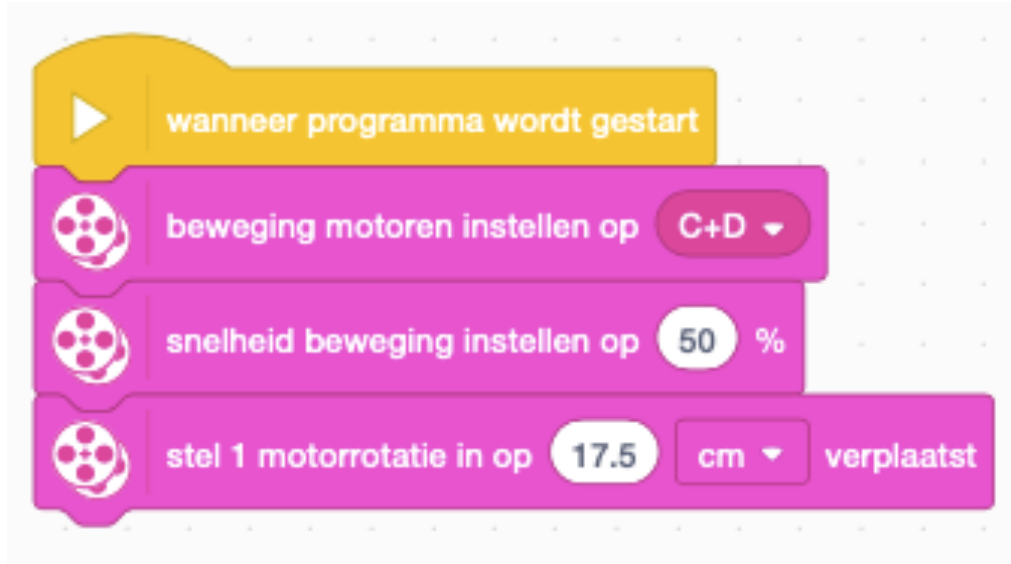 wanneer programma wordt gestart
beweging motoren instellen op C+D
snelheid beweging instellen op 50 %
stel 1 motorrotatie in op 17.5 cm verplaatst